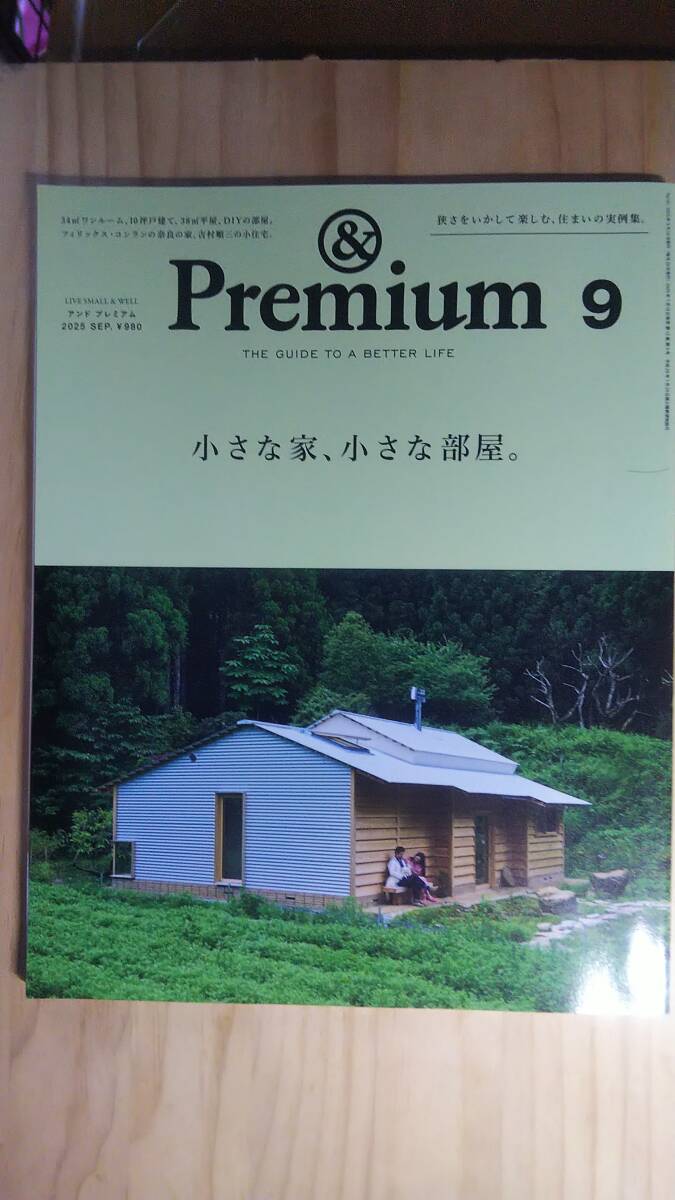 34㎡ワンルーム、10坪戸建て、38㎡平屋、DIYの部屋。
フィリックス・コンランの奈良の家、吉村順三の小住宅。
狭さをいかして楽しむ、住まいの実例集。
LIVE SMALL & WELL
アンド プレミアム
2025 SEP. ¥980
&
Premium 9
THE GUIDE TO A BETTER LIFE
小さな家、小さな部屋。